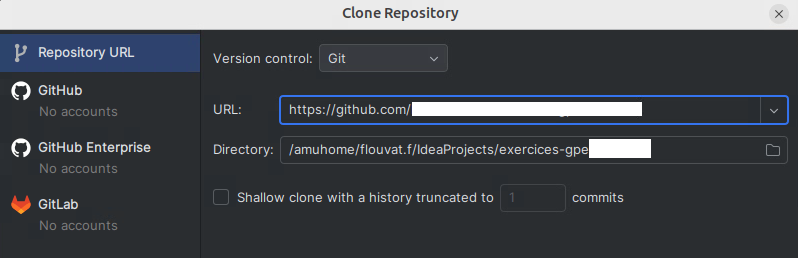 Clone Repository
Repository URL
GitHub
No accounts
GitHub Enterprise
No accounts
GitLab
No accounts
Version control: Git
URL: https://github.com/
Directory: /amuhome/flouvat.f/IdeaProjects/exercices-gpe
Shallow clone with a history truncated to 1 commits